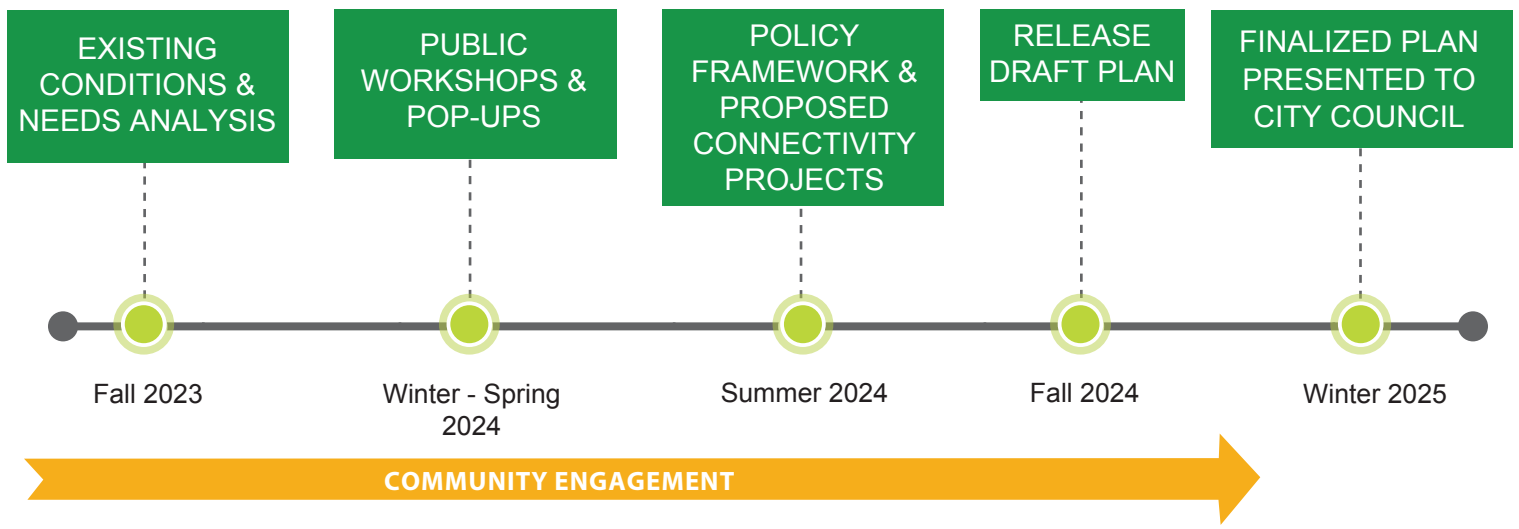 EXISTING
CONDITIONS &
NEEDS ANALYSIS
PUBLIC
WORKSHOPS &
POP-UPS
POLICY
FRAMEWORK &
PROPOSED
CONNECTIVITY
PROJECTS
RELEASE
DRAFT PLAN
FINALIZED PLAN
PRESENTED TO
CITY COUNCIL
Fall 2023
Winter - Spring
2024
Summer 2024
Fall 2024
Winter 2025
COMMUNITY ENGAGEMENT